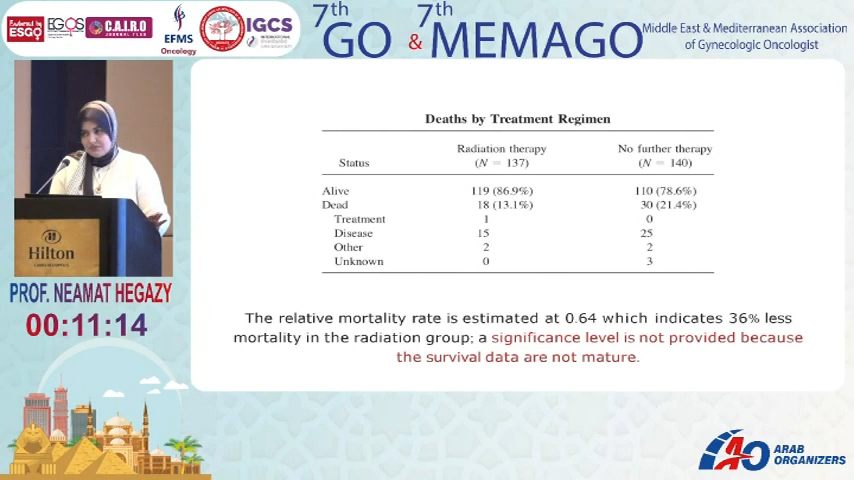 Endorsed by
ESGO
EGOS
C.A.I.R.O
EFMS
Oncology
IGCS
7th
GO
&
7th
MEMAGO
Middle East & Mediterranean Association
of Gynecologic Oncologist
Deaths by Treatment Regimen
Radiation therapy No further therapy
Status (N = 137) (N = 140)
Alive 119 (86.9%) 110 (78.6%)
Dead 18 (13.1%) 30 (21.4%)
Treatment 1 0
Disease 15 25
Other 2 2
Unknown 0 3
The relative mortality rate is estimated at 0.64 which indicates 36% less
mortality in the radiation group; a significance level is not provided because
the survival data are not mature.
Hilton
PROF. NEAMAT HEGAZY
00:11:14
IAO
ARAB
ORGANIZERS